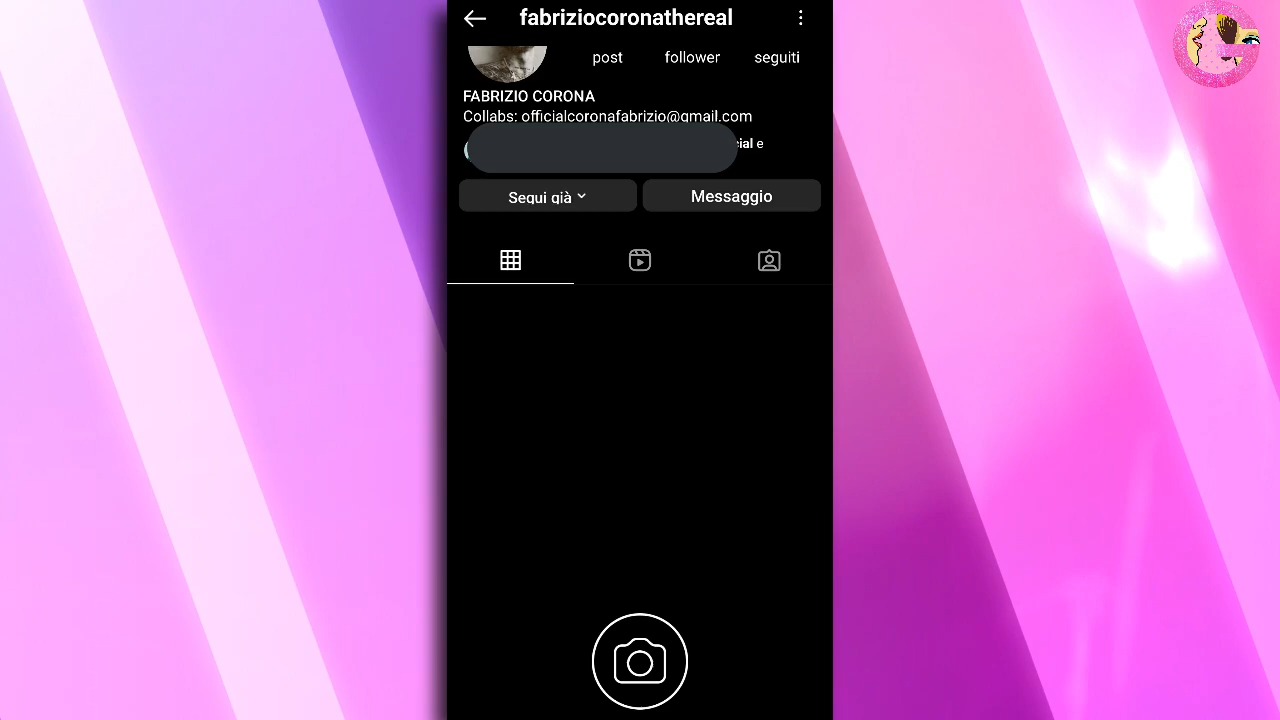 fabriziocoronathereal
post follower seguiti
FABRIZIO CORONA
Collabs: officialcoronafabrizio@gmail.com
e
Segui già Messaggio